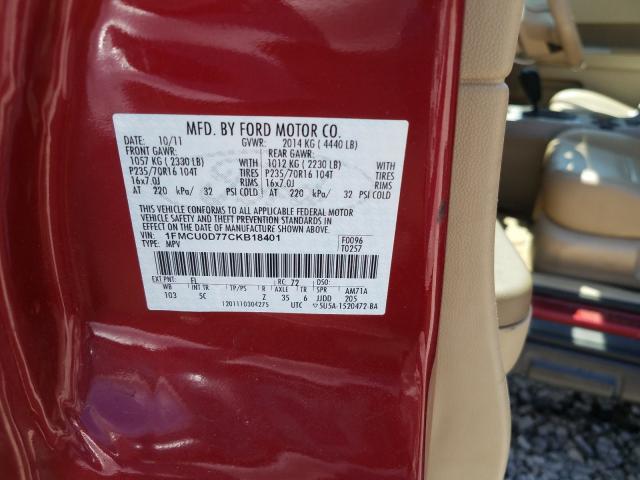 MFD. BY FORD MOTOR CO.
10/11 GVWR: 2014 KG ( 4440 LB)
FRONT GAWR: REAR GAWR:
1057 KG ( 2330 LB) WITH 1012 KG ( 2230 LB) WITH
P235/70R16 104T TIRES P235/70R16 104T TIRES
16x7.0J RIMS 16x7.0J RIMS
AT 220 kPa/ 32 PSI COLD AT 220 kPa/ 32 PSI COLD
THIS VEHICLE CONFORMS TO ALL APPLICABLE FEDERAL MOTOR
VEHICLE SAFETY AND THEFT PREVENTION STANDARDS IN
EFFECT ON THE DATE OF MANUFACTURE SHOWN ABOVE.
VIN: 1FMCU0D77CKB18401 F0096
TYPE: MPV T0257
EXT PNT: FL RC: 72 DSO:
WB INT TR TP/PS R AXLE TR SPR AM71A
103 5C Z 35 6 JJDD 205
1201110304275 UTC 5U5A-1520472-BA